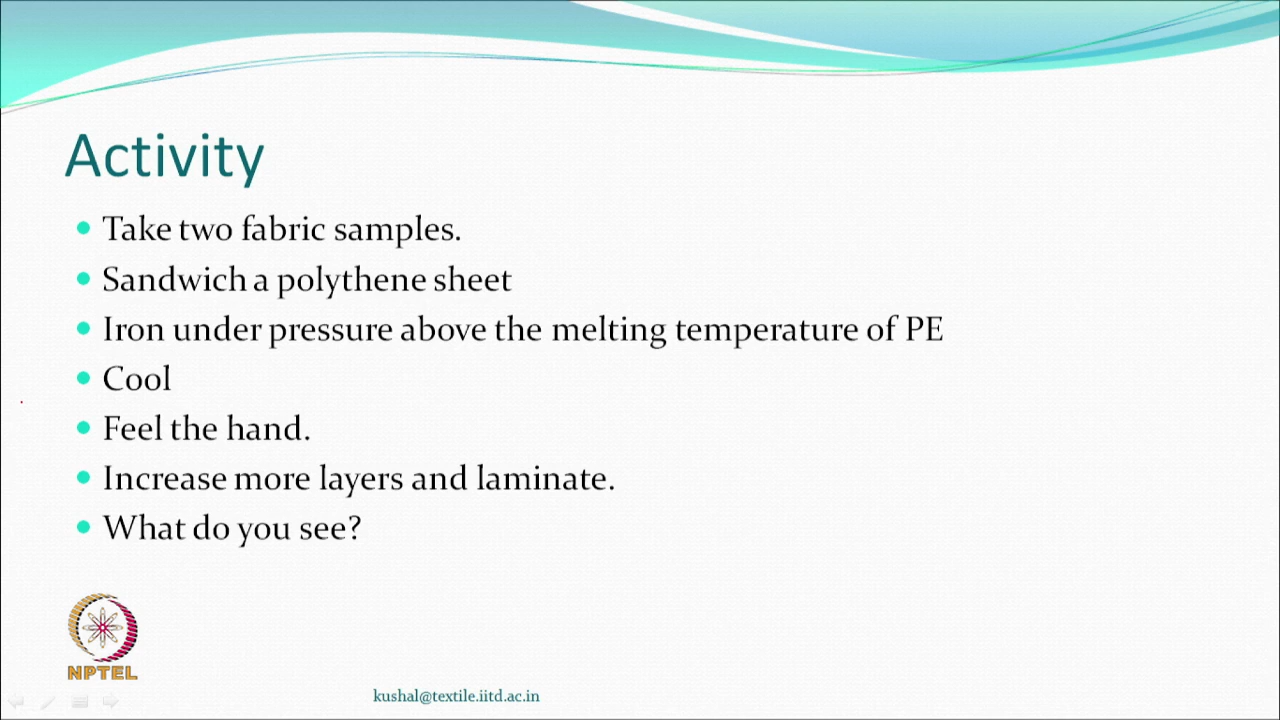 Activity
Take two fabric samples.
Sandwich a polythene sheet
Iron under pressure above the melting temperature of PE
Cool
Feel the hand.
Increase more layers and laminate.
What do you see?
NPTEL
kushal@textile.iitd.ac.in